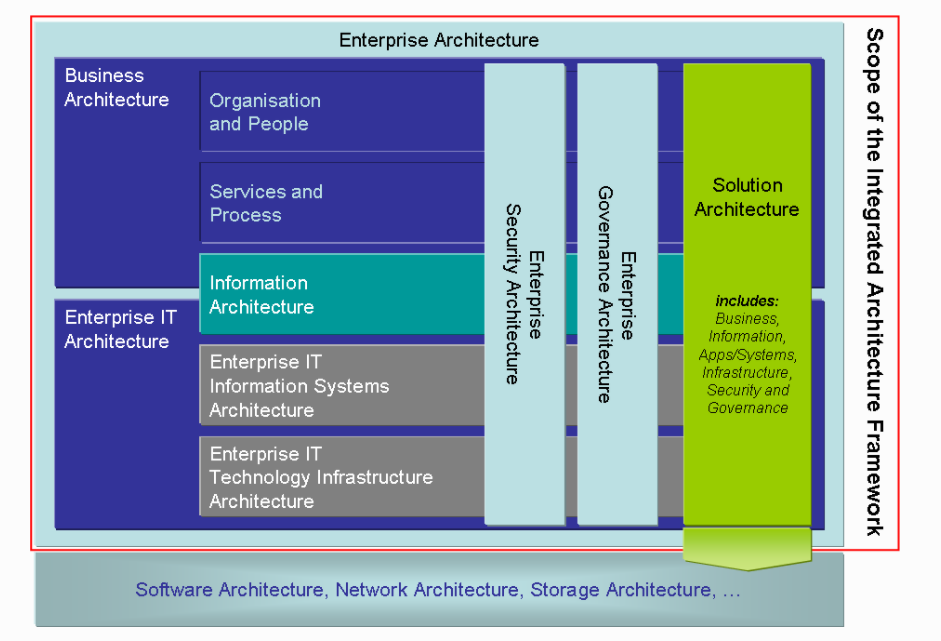 Enterprise Architecture
Business
Architecture
Organisation
and People
Services and
Process
Information
Architecture
Enterprise IT
Architecture
Enterprise IT
Information Systems
Architecture
Enterprise IT
Technology Infrastructure
Architecture
Enterprise
Security Architecture
Enterprise
Governance Architecture
Solution
Architecture
includes:
Business,
Information,
Apps/Systems,
Infrastructure,
Security and
Governance
Scope of the Integrated Architecture Framework
Software Architecture, Network Architecture, Storage Architecture, …